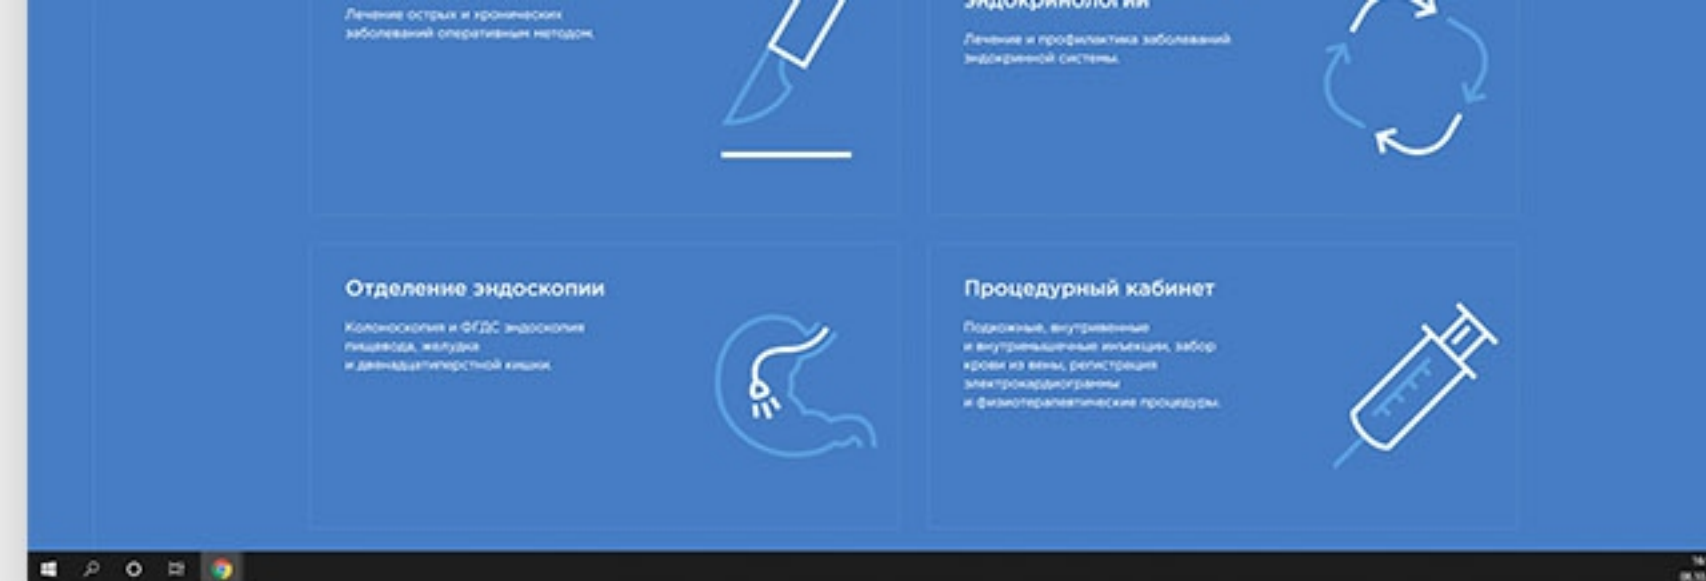 Лечение острых и хронических
заболеваний оперативным методом.
эндокринологии
Лечение и профилактика заболеваний
эндокринной системы.
Отделение эндоскопии
Колоноскопия и ФГДС эндоскопия
пищевода, желудка
и двенадцатиперстной кишки.
Процедурный кабинет
Подкожные, внутривенные
и внутримышечные инъекции, забор
крови из вены, регистрация
электрокардиограммы
и физиотерапевтические процедуры.